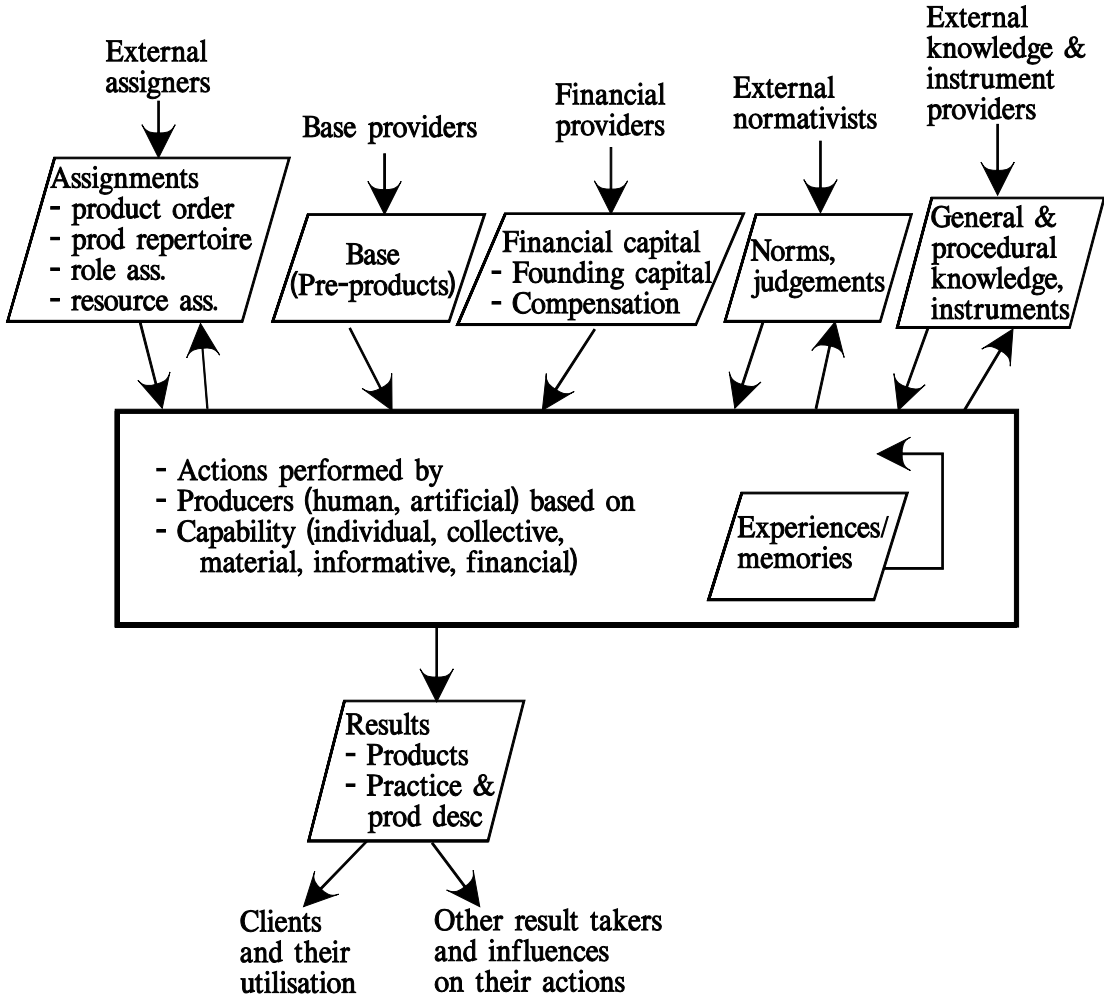 External
assigners
Base providers
Financial
providers
External
normativists
External
knowledge &
instrument
providers
Assignments
- product order
- prod repertoire
- role ass.
- resource ass.
Base
(Pre-products)
Financial capital
- Founding capital
- Compensation
Norms,
judgements
General &
procedural
knowledge,
instruments
- Actions performed by
- Producers (human, artificial) based on
- Capability (individual, collective,
material, informative, financial)
Experiences/
memories
Results
- Products
- Practice &
prod desc
Clients
and their
utilisation
Other result takers
and influences
on their actions